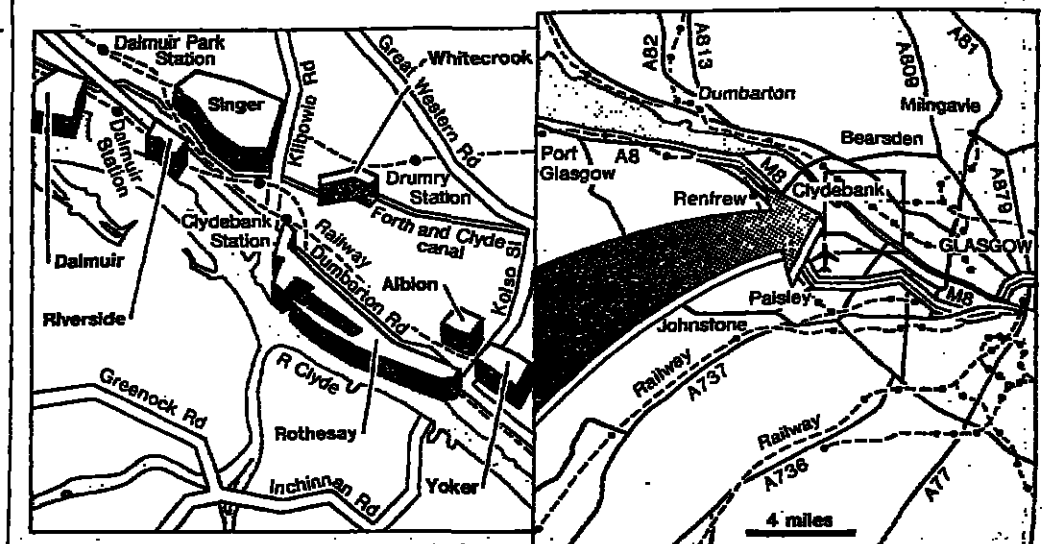 Dalmuir Park
Station
Singer
Kilbowie Rd
Great Western Rd
Whitecrook
Dalmuir
Station
Drumry
Station
Clydebank
Station
Railway
Forth and Clyde
canal
Dumbarton Rd
Kelso St
Dalmuir
Albion
Riverside
R Clyde
Greenock Rd
Rothesay
Inchinnan Rd
Yoker
A82
A813
A809
A81
Dumbarton
Milngavie
Bearsden
Port
Glasgow
A8
M8
Clydebank
Renfrew
A879
GLASGOW
Paisley
M8
Johnstone
Railway
A737
Railway
A736
A77
4 miles